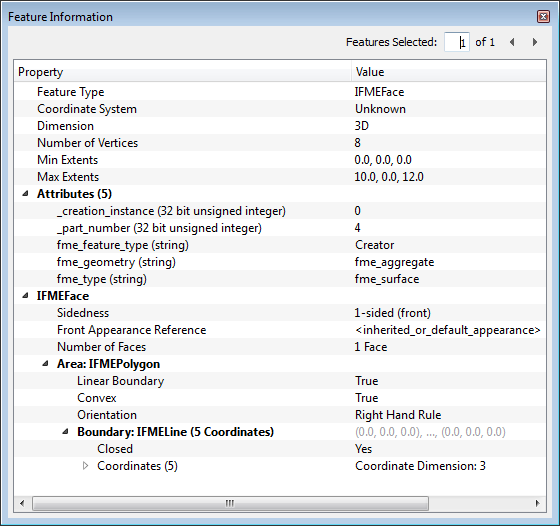 Feature Information
Features Selected: 1 of 1
Property Value
Feature Type IFMEFace
Coordinate System Unknown
Dimension 3D
Number of Vertices 8
Min Extents 0.0, 0.0, 0.0
Max Extents 10.0, 0.0, 12.0
Attributes (5)
_creation_instance (32 bit unsigned integer) 0
_part_number (32 bit unsigned integer) 4
fme_feature_type (string) Creator
fme_geometry (string) fme_aggregate
fme_type (string) fme_surface
IFMEFace
Sidedness 1-sided (front)
Front Appearance Reference <inherited_or_default_appearance>
Number of Faces 1 Face
Area: IFMEPolygon
Linear Boundary True
Convex True
Orientation Right Hand Rule
Boundary: IFMELine (5 Coordinates) (0.0, 0.0, 0.0), ..., (0.0, 0.0, 0.0)
Closed Yes
Coordinates (5) Coordinate Dimension: 3